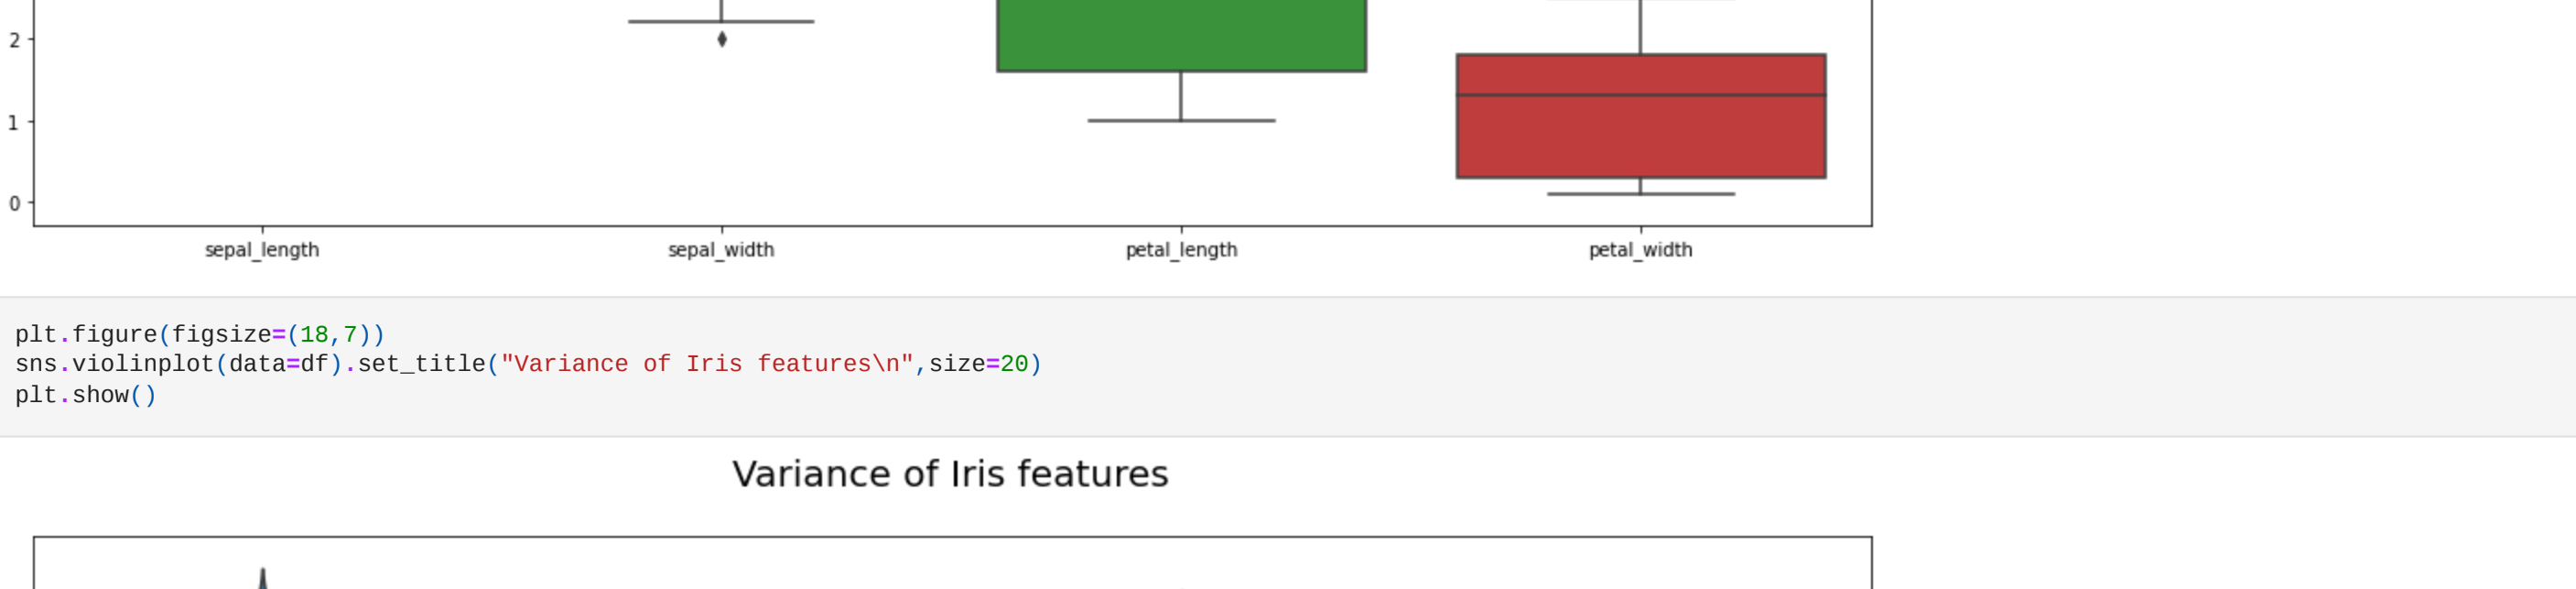 2
1
0
sepal_length sepal_width petal_length petal_width
plt.figure(figsize=(18,7))
sns.violinplot(data=df).set_title("Variance of Iris features\n",size=20)
plt.show()
Variance of Iris features